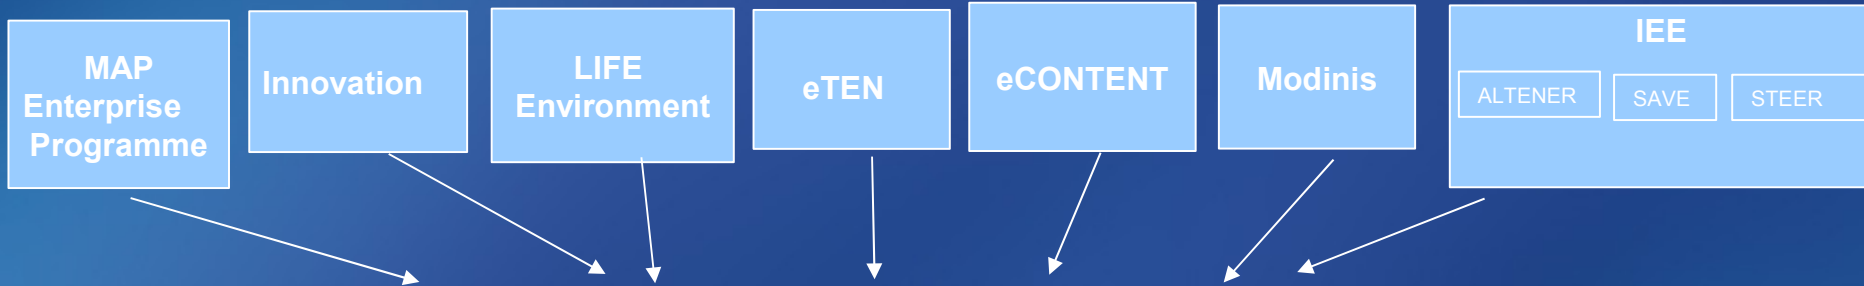 MAP
Enterprise
Programme
Innovation
LIFE
Environment
eTEN
eCONTENT
Modinis
IEE
ALTENER
SAVE
STEER